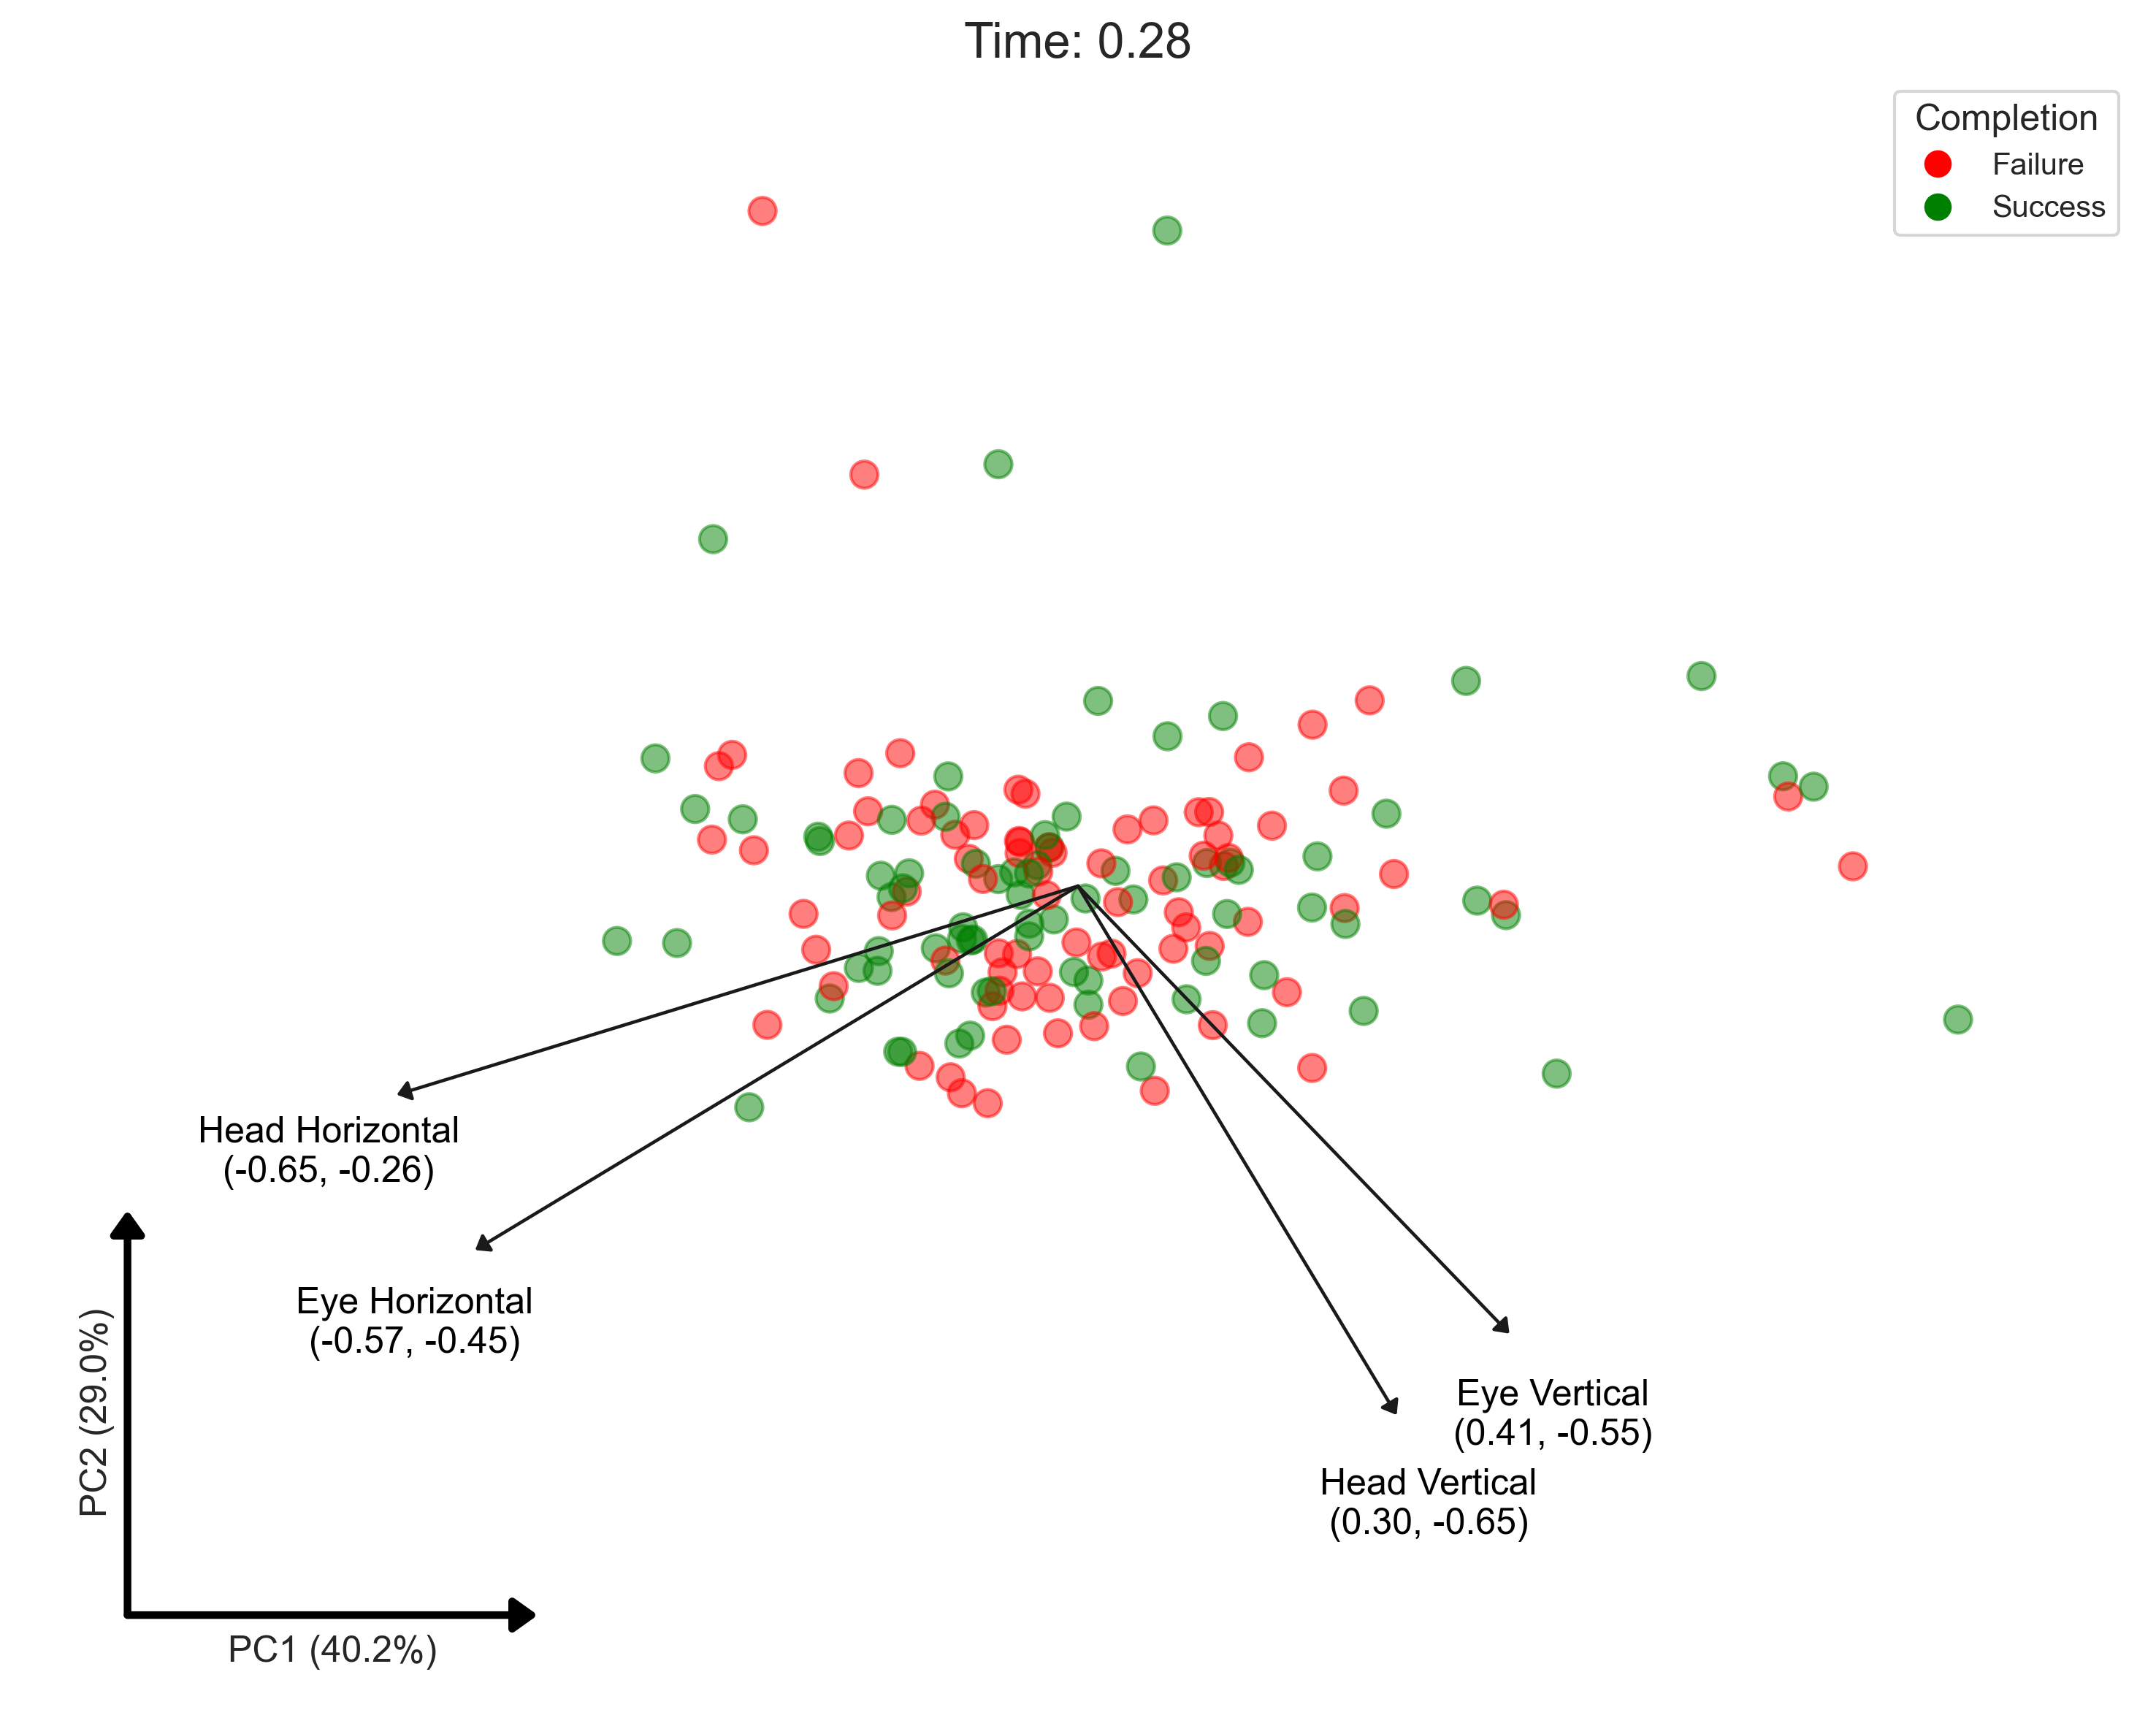 Time: 0.28
Completion
Failure
Success
Head Horizontal
(-0.65, -0.26)
Eye Horizontal
(-0.57, -0.45)
Eye Vertical
(0.41, -0.55)
Head Vertical
(0.30, -0.65)
PC2 (29.0%)
PC1 (40.2%)